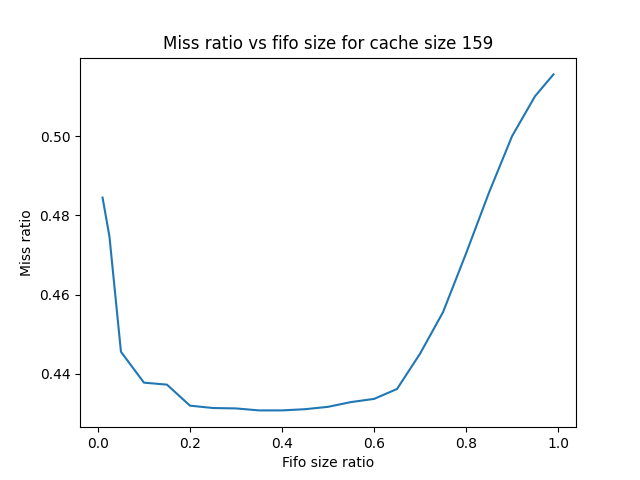 Miss ratio vs fifo size for cache size 159
0.50
0.48
0.46
0.44
Miss ratio
0.0 0.2 0.4 0.6 0.8 1.0
Fifo size ratio